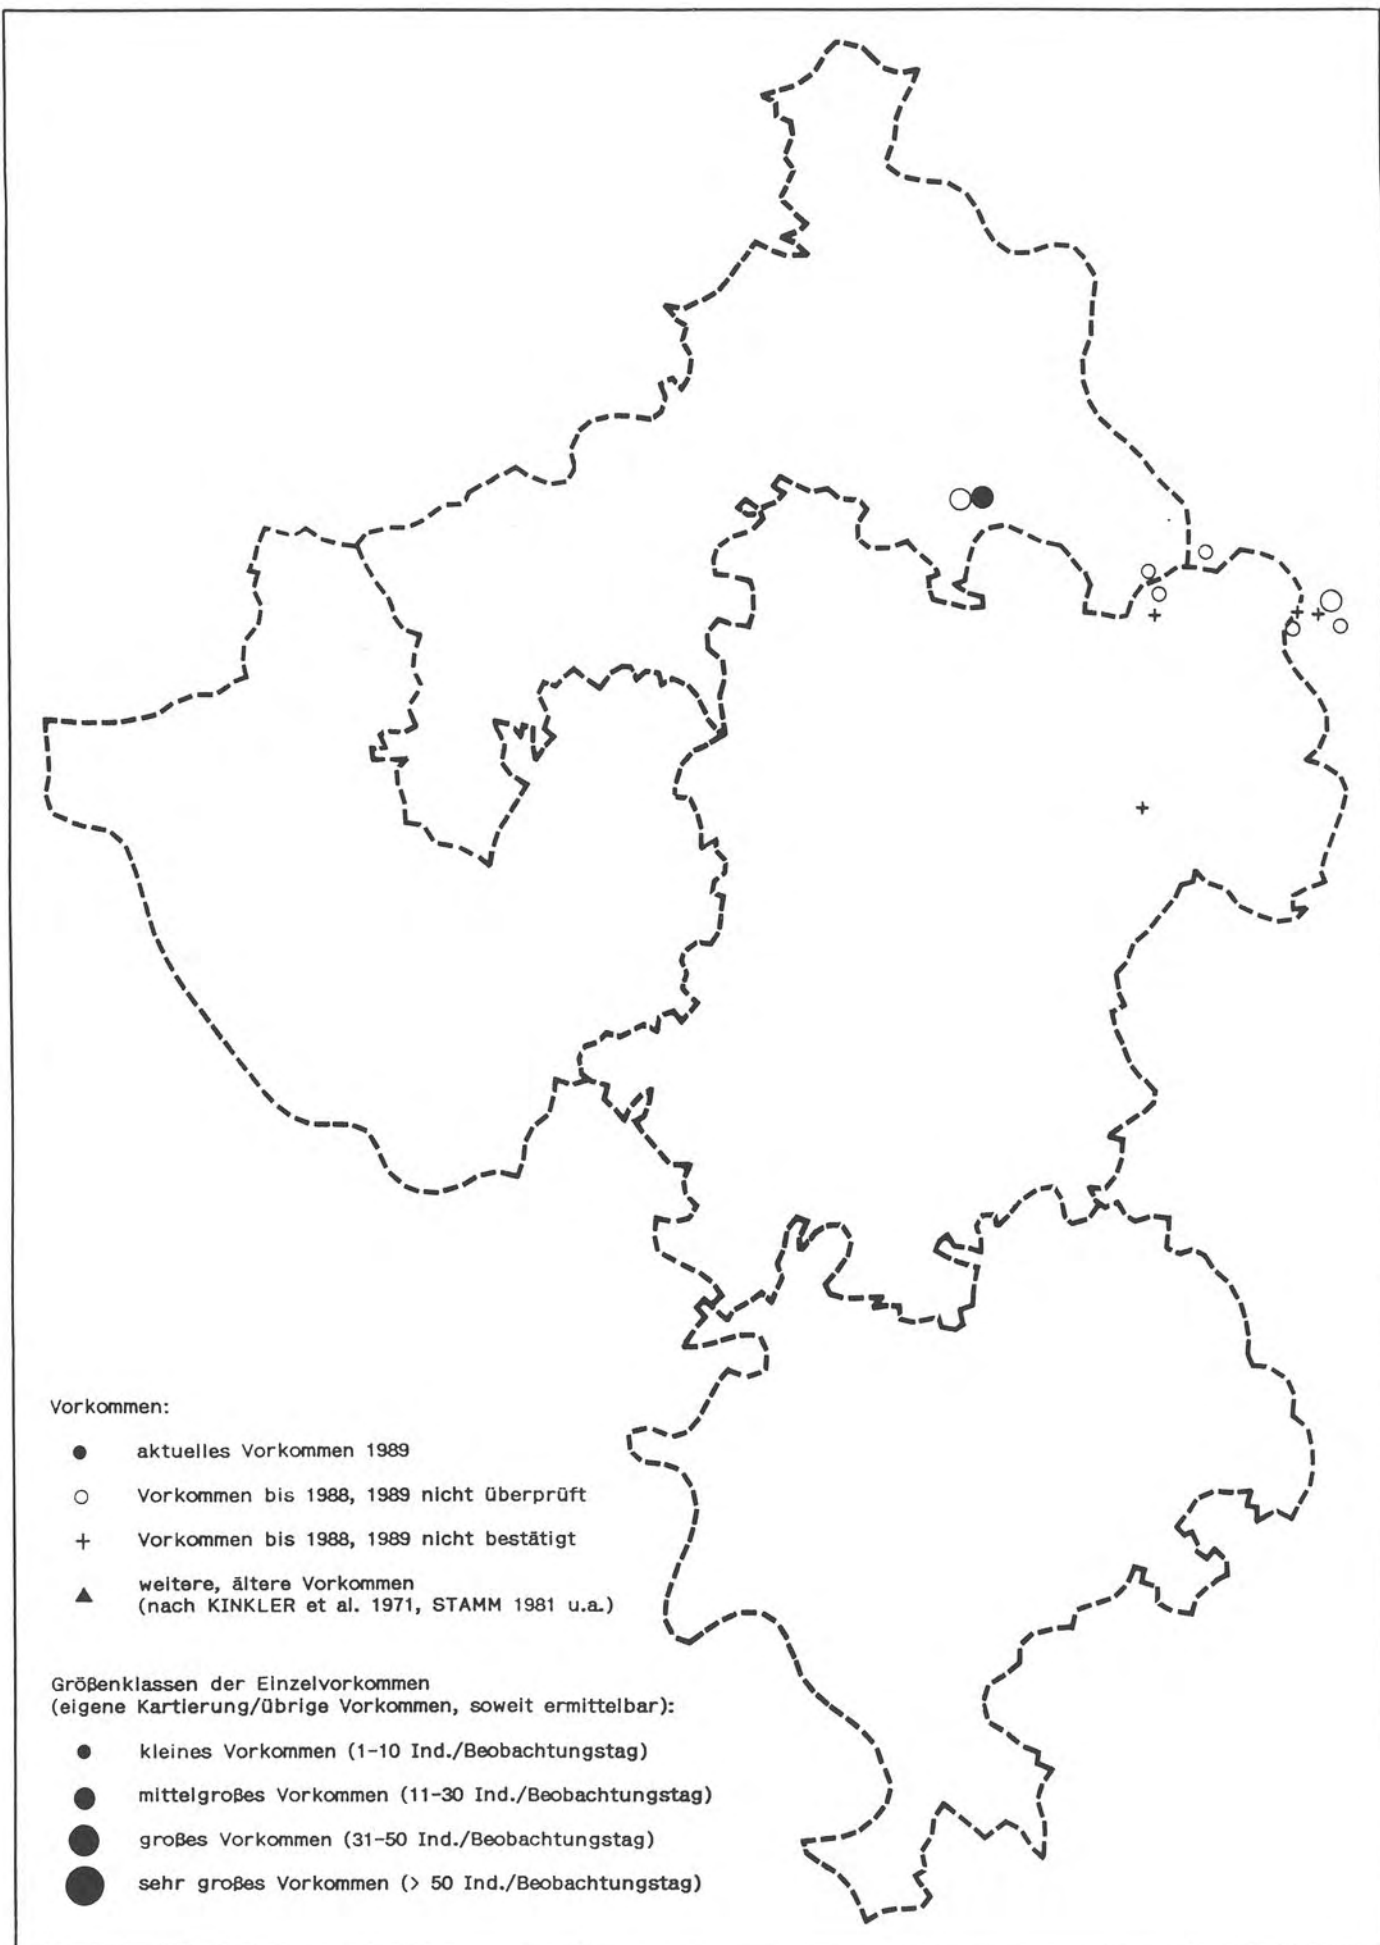 Vorkommen:
aktuelles Vorkommen 1989
Vorkommen bis 1988, 1989 nicht überprüft
Vorkommen bis 1988, 1989 nicht bestätigt
weitere, ältere Vorkommen
(nach KINKLER et al. 1971, STAMM 1981 u.a.)
Größenklassen der Einzelvorkommen
(eigene Kartierung/übrige Vorkommen, soweit ermittelbar):
kleines Vorkommen (1-10 Ind./Beobachtungstag)
mittelgroßes Vorkommen (11-30 Ind./Beobachtungstag)
großes Vorkommen (31-50 Ind./Beobachtungstag)
sehr großes Vorkommen (> 50 Ind./Beobachtungstag)